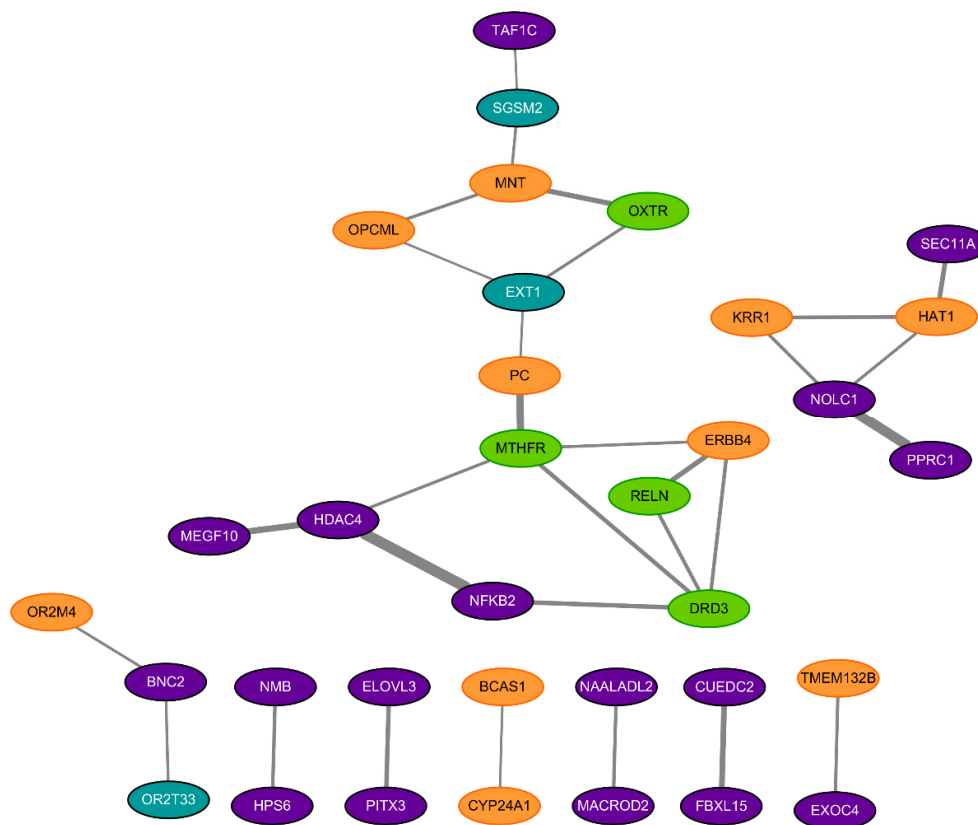 TAF1C
SGSM2
MNT
OXTR
OPCML
SEC11A
EXT1
KRR1
HAT1
PC
NOLC1
ERBB4
MTHFR
PPRC1
RELN
HDAC4
MEGF10
NFKB2
DRD3
OR2M4
BNC2
NMB
ELOVL3
BCAS1
NAALADL2
CUEDC2
TMEM132B
OR2T33
HPS6
PITX3
CYP24A1
MACROD2
FBXL15
EXOC4